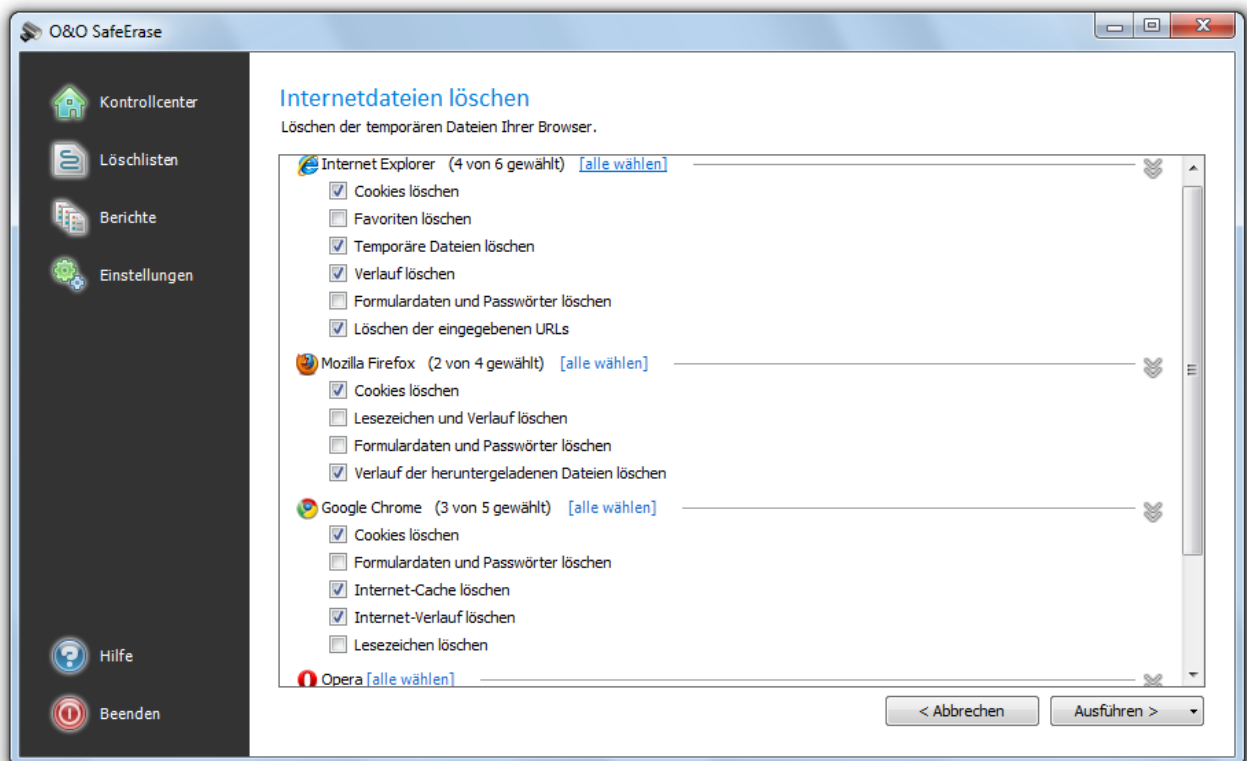 O&O SafeErase
Kontrollcenter
Löschlisten
Berichte
Einstellungen
Hilfe
Beenden
Internetdateien löschen
Löschen der temporären Dateien Ihrer Browser.
Internet Explorer (4 von 6 gewählt) [alle wählen]
Cookies löschen
Favoriten löschen
Temporäre Dateien löschen
Verlauf löschen
Formulardaten und Passwörter löschen
Löschen der eingegebenen URLs
Mozilla Firefox (2 von 4 gewählt) [alle wählen]
Cookies löschen
Lesezeichen und Verlauf löschen
Formulardaten und Passwörter löschen
Verlauf der heruntergeladenen Dateien löschen
Google Chrome (3 von 5 gewählt) [alle wählen]
Cookies löschen
Formulardaten und Passwörter löschen
Internet-Cache löschen
Internet-Verlauf löschen
Lesezeichen löschen
Opera [alle wählen]
< Abbrechen
Ausführen >